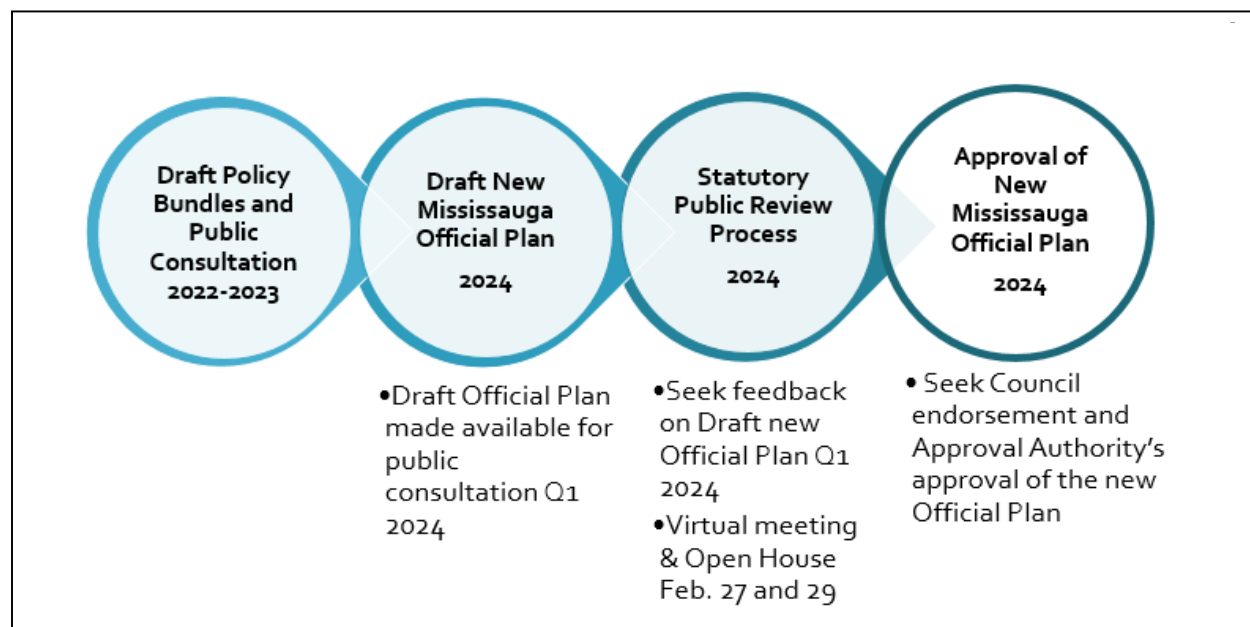 Draft Policy
Bundles and
Public
Consultation
2022-2023
Draft New
Mississauga
Official Plan
2024
Statutory
Public Review
Process
2024
Approval of
New
Mississauga
Official Plan
2024
•Draft Official Plan
made available for
public
consultation Q1
2024
•Seek feedback
on Draft new
Official Plan Q1
2024
•Virtual meeting
& Open House
Feb. 27 and 29
• Seek Council
endorsement and
Approval Authority's
approval of the new
Official Plan